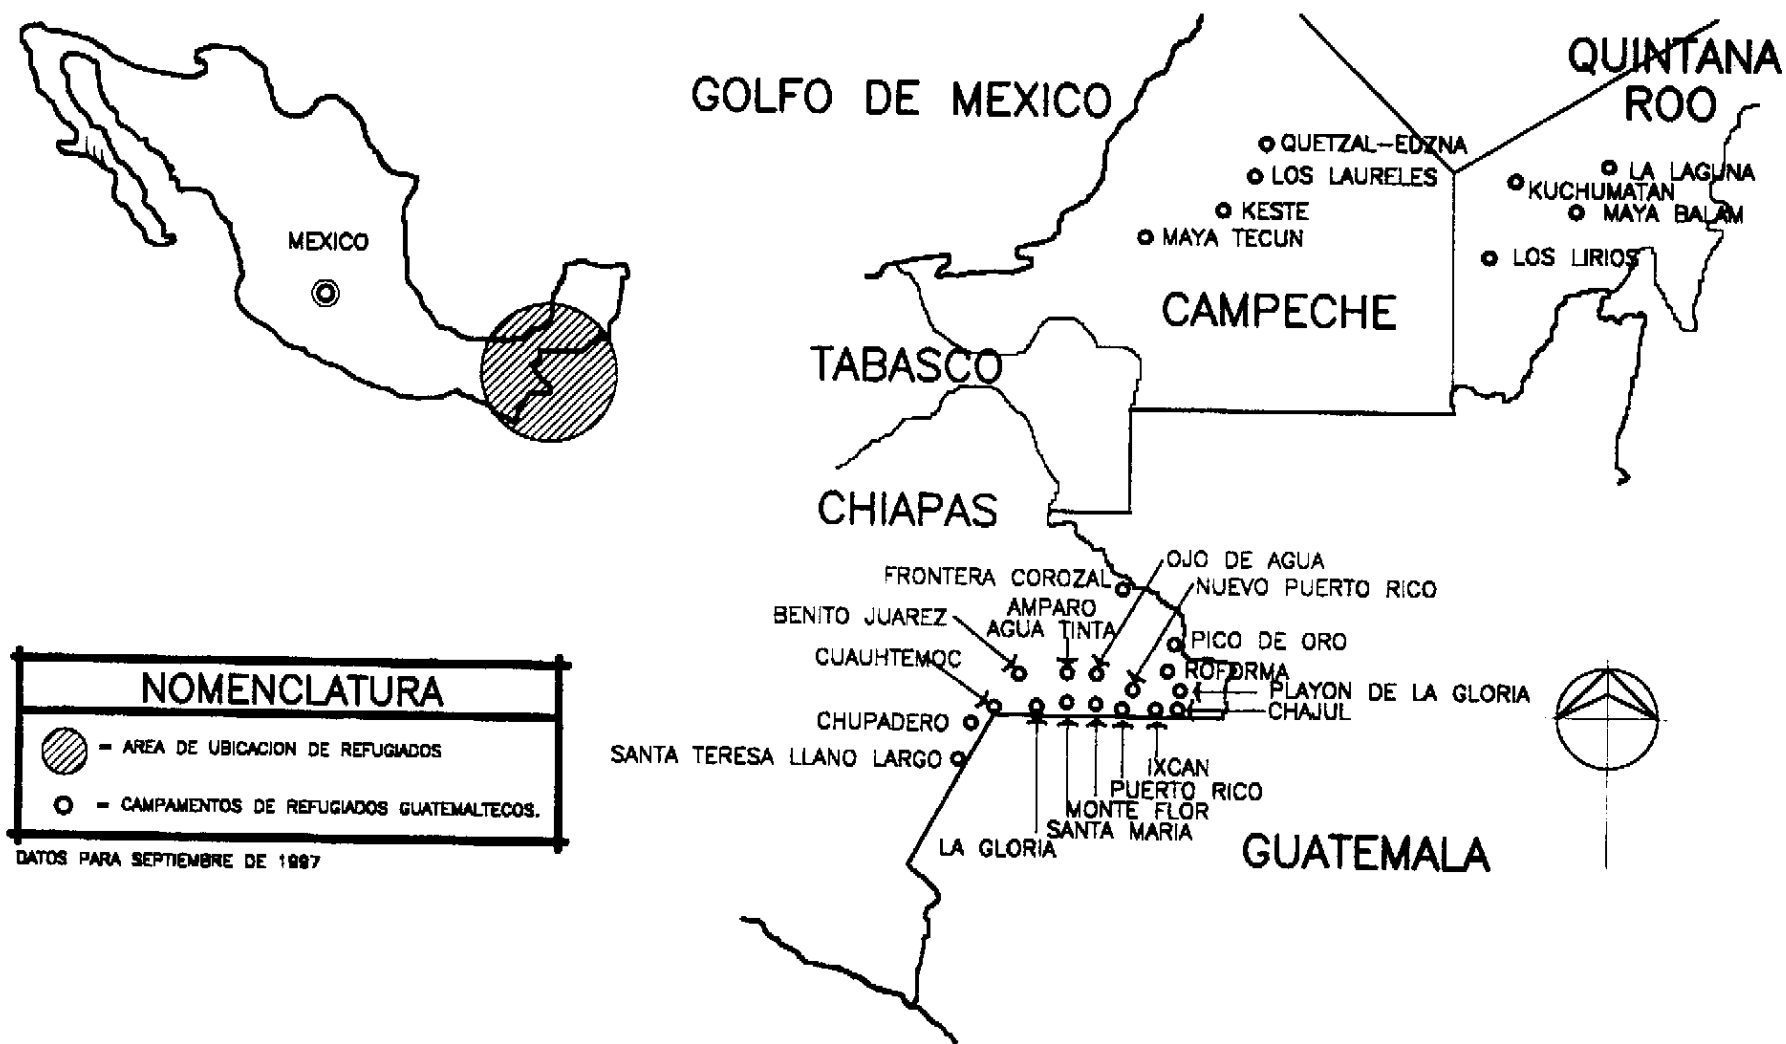 GOLFO DE MEXICO
QUINTANA
ROO
QUETZAL-EDZNA
LOS LAURELES
KESTE
MAYA TECUN
LA LAGUNA
KUCHUMATAN
MAYA BALAM
LOS LIRIOS
MEXICO
CAMPECHE
TABASCO
CHIAPAS
FRONTERA COROZAL
OJO DE AGUA
NUEVO PUERTO RICO
BENITO JUAREZ
AMPARO
AGUA TINTA
CUAUHTEMOC
PICO DE ORO
ROFORMA
PLAYON DE LA GLORIA
CHAJUL
CHUPADERO
SANTA TERESA LLANO LARGO
IXCAN
PUERTO RICO
MONTE FLOR
SANTA MARIA
LA GLORIA
GUATEMALA
NOMENCLATURA
= AREA DE UBICACION DE REFUGIADOS
= CAMPAMENTOS DE REFUGIADOS GUATEMALTECOS.
DATOS PARA SEPTIEMBRE DE 1997